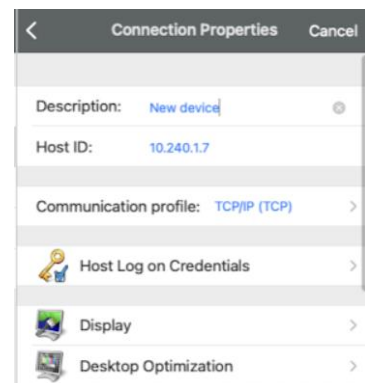 Connection Properties Cancel
Description: New device
Host ID: 10.240.1.7
Communication profile: TCP/IP (TCP)
Host Log on Credentials
Display
Desktop Optimization